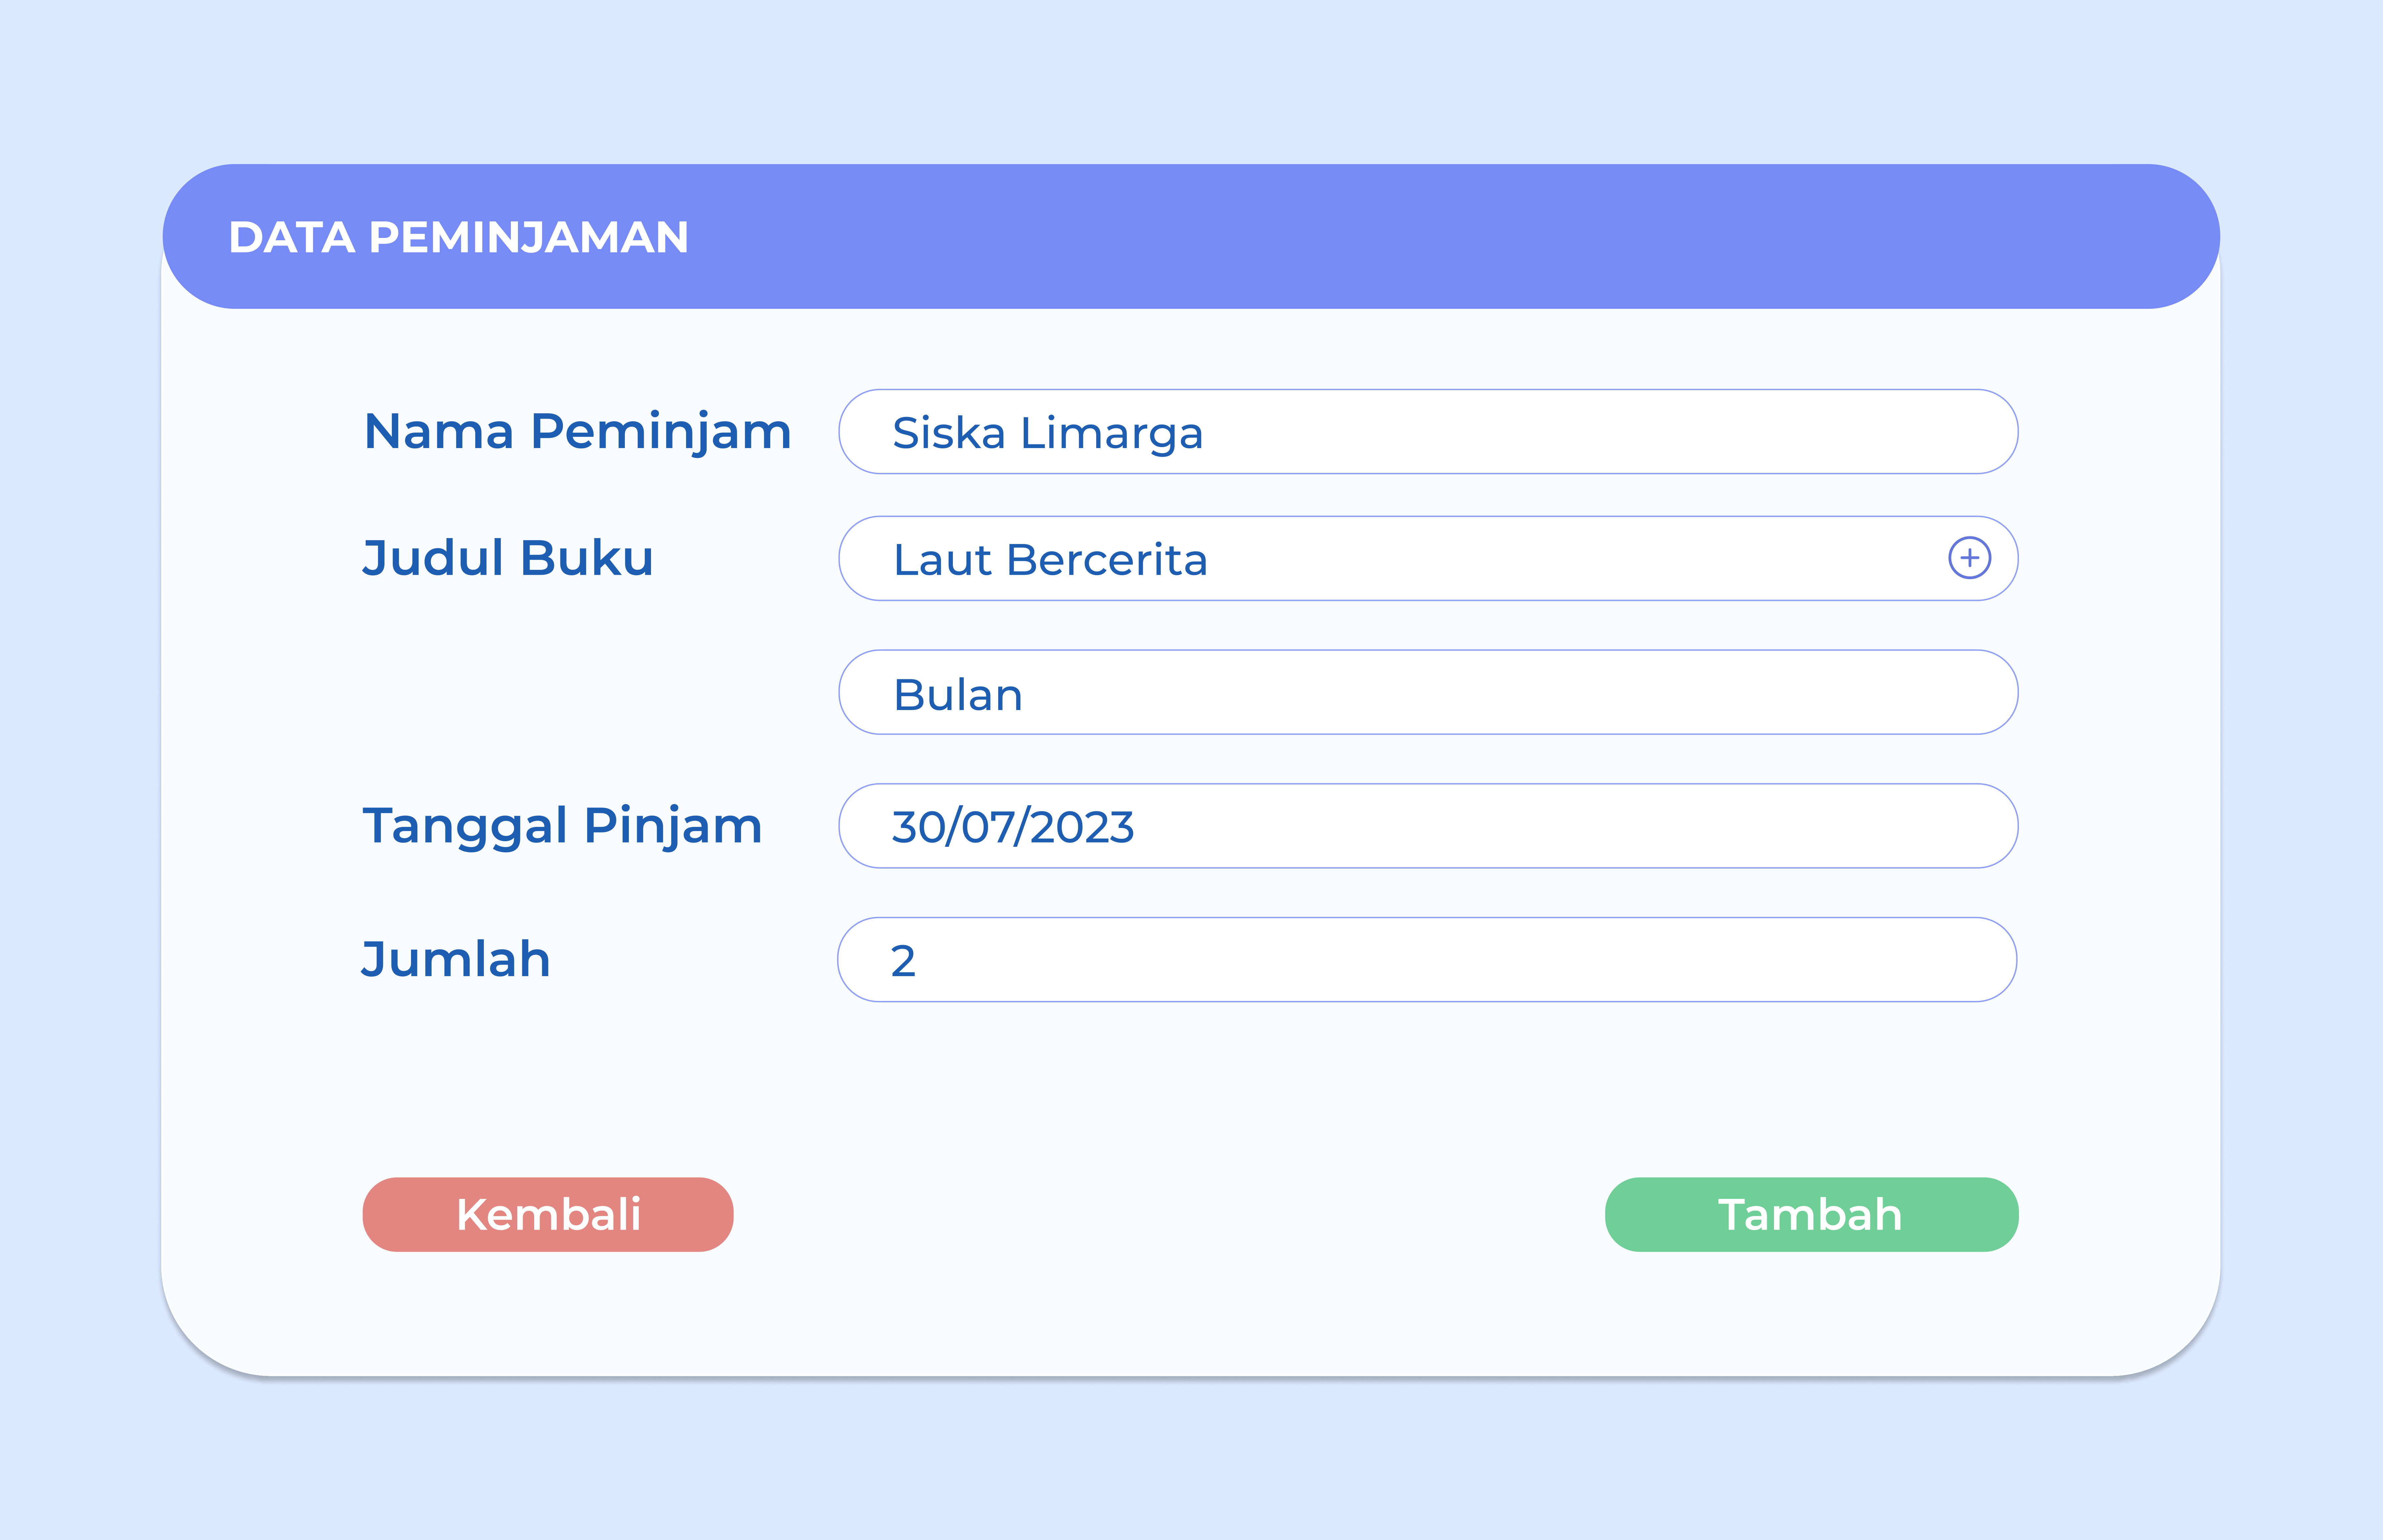 DATA PEMINJAMAN
Nama Peminjam Siska Limarga
Judul Buku Laut Bercerita
Bulan
Tanggal Pinjam 30/07/2023
Jumlah 2
Kembali Tambah